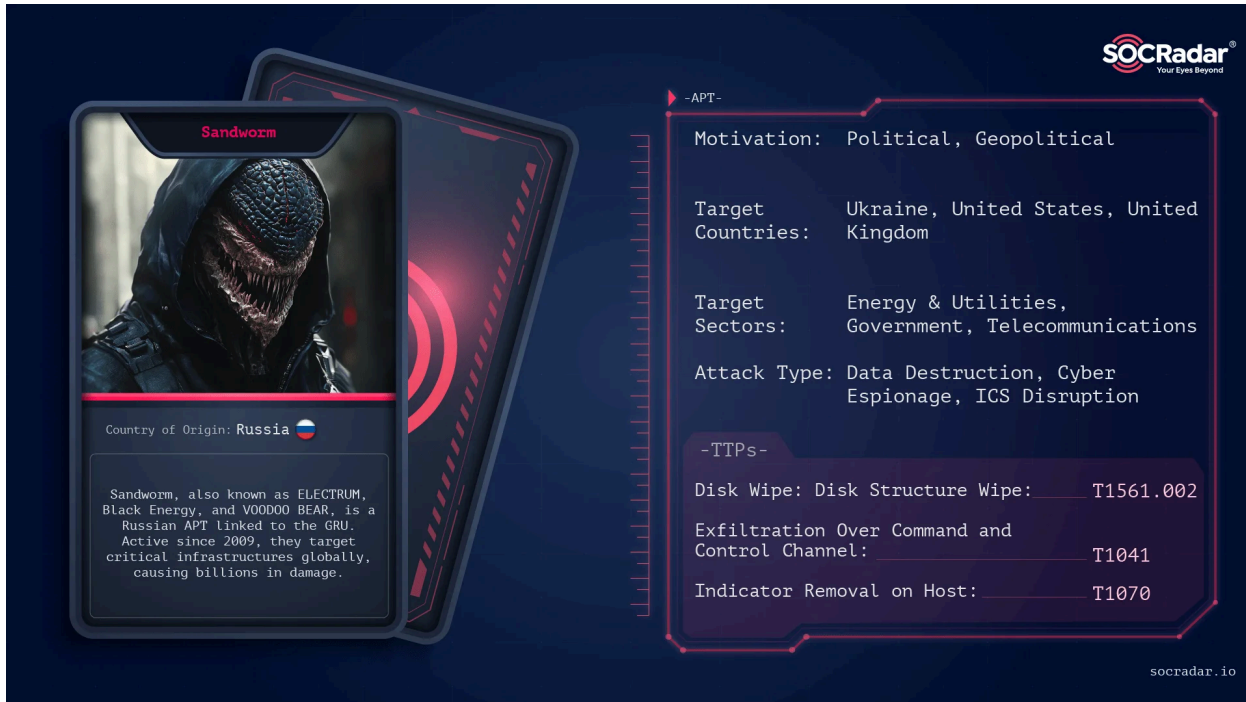 SOCRadar®
Your Eyes Beyond
Sandworm
Country of Origin: Russia
Sandworm, also known as ELECTRUM,
Black Energy, and VOODOO BEAR, is a
Russian APT linked to the GRU.
Active since 2009, they target
critical infrastructures globally,
causing billions in damage.
-APT-
Motivation: Political, Geopolitical
Target Ukraine, United States, United
Countries: Kingdom
Target Energy & Utilities,
Sectors: Government, Telecommunications
Attack Type: Data Destruction, Cyber
Espionage, ICS Disruption
-TTPs-
Disk Wipe: Disk Structure Wipe: T1561.002
Exfiltration Over Command and
Control Channel: T1041
Indicator Removal on Host: T1070
socradar.io